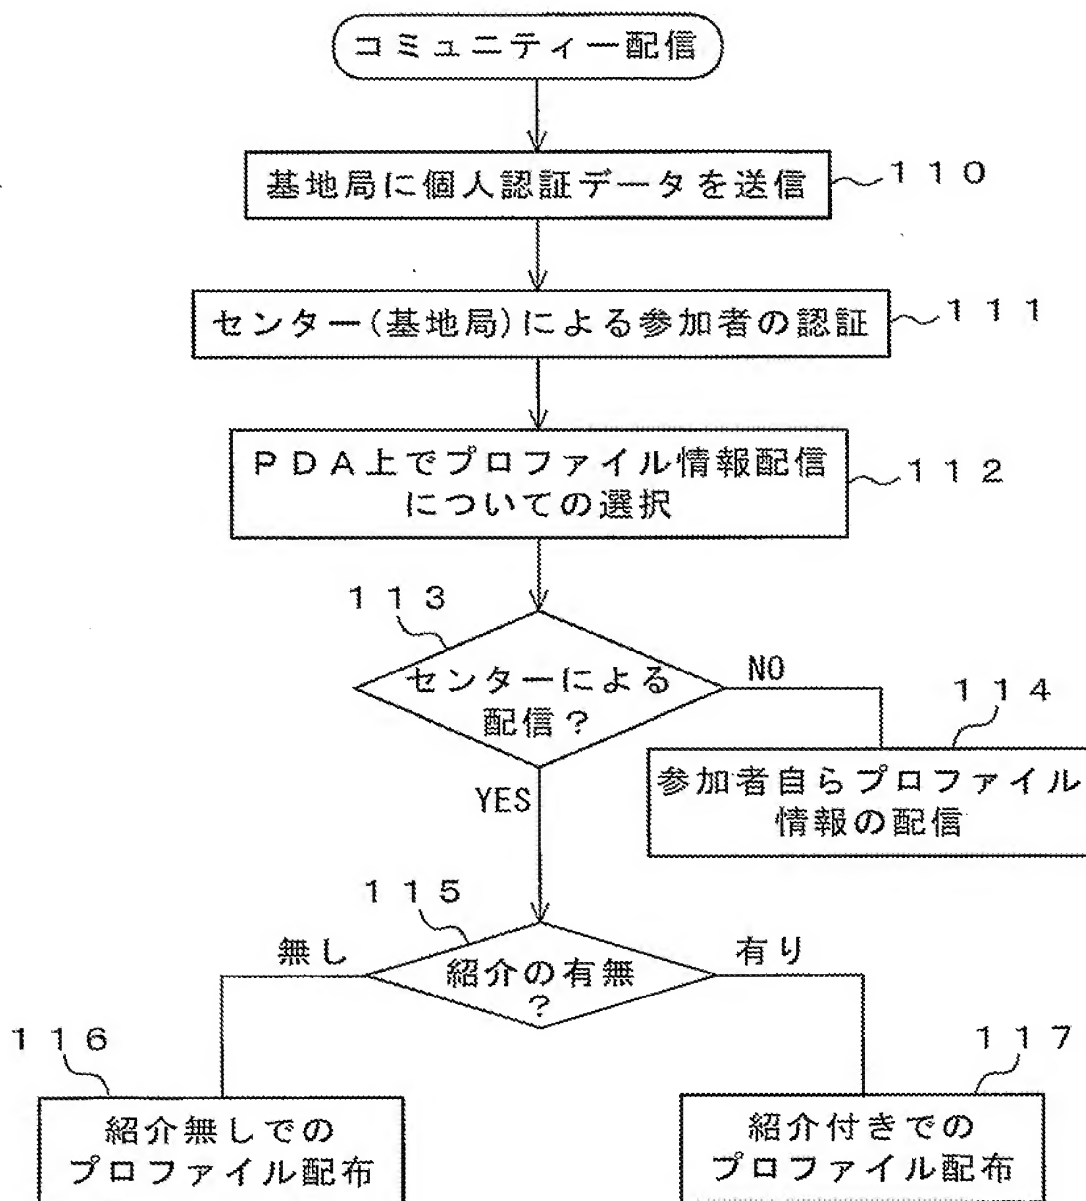 コミュニティー配信
基地局に個人認証データを送信
110
センター(基地局)による参加者の認証
111
PDA上でプロファイル情報配信
についての選択
112
113
センターによる
配信？
NO
YES
114
参加者自らプロファイル
情報の配信
115
無し
紹介の有無
？
有り
116
117
紹介無しでの
プロファイル配布
紹介付きでの
プロファイル配布